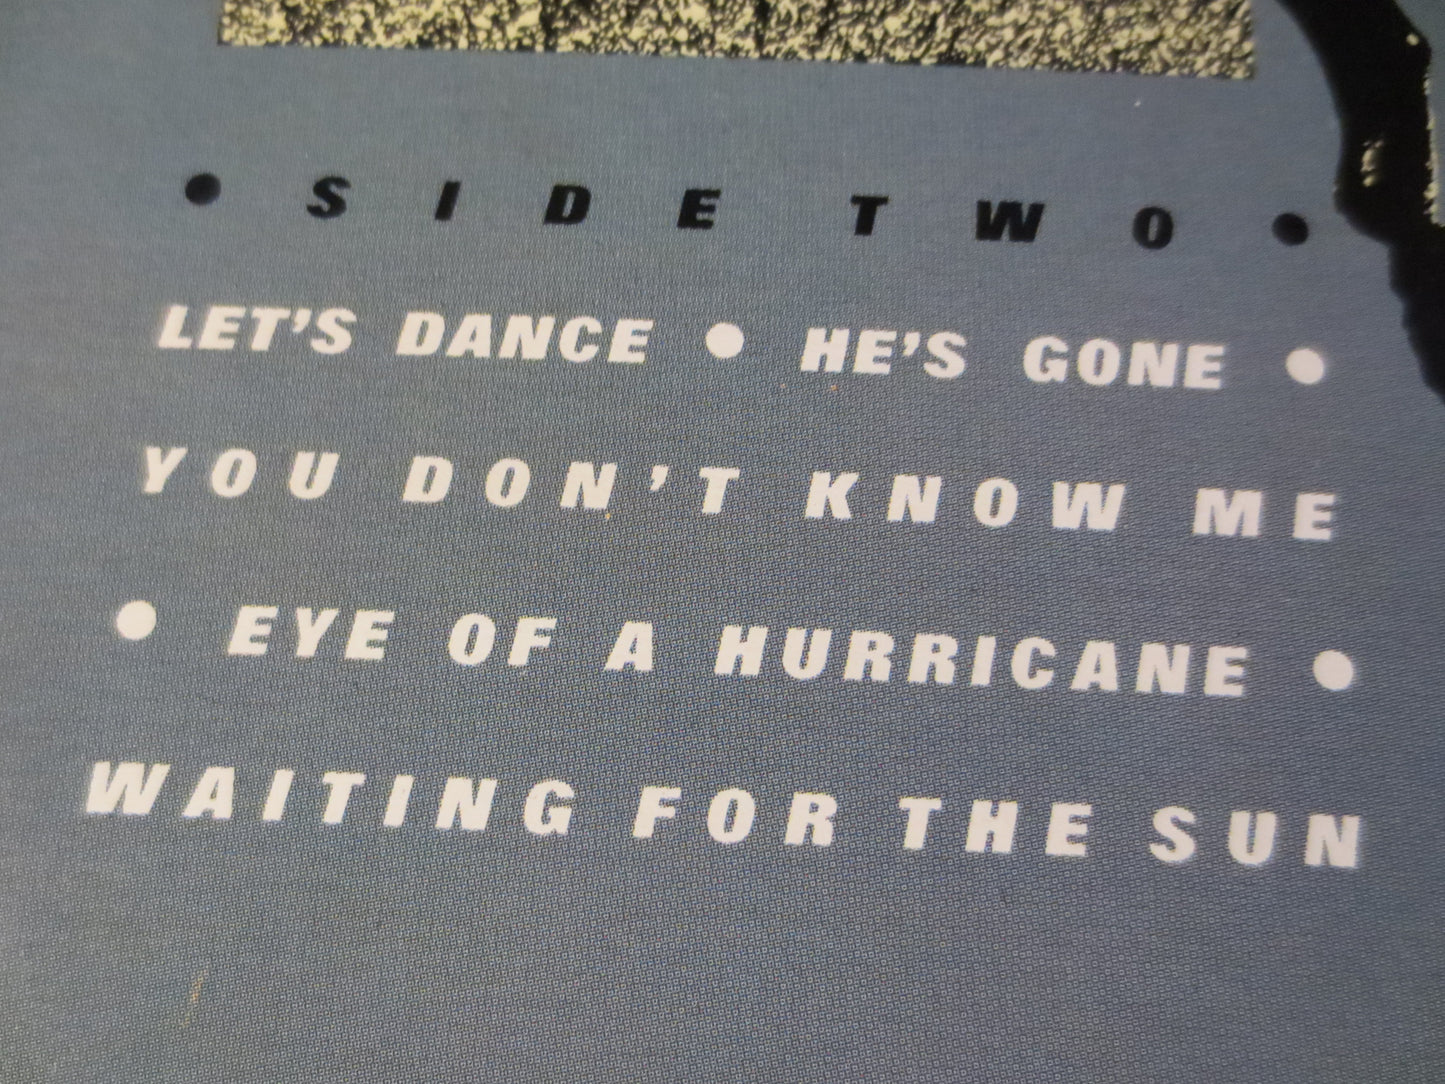 • SIDE TWO •
LET'S DANCE • HE'S GONE •
YOU DON'T KNOW ME
• EYE OF A HURRICANE •
WAITING FOR THE SUN